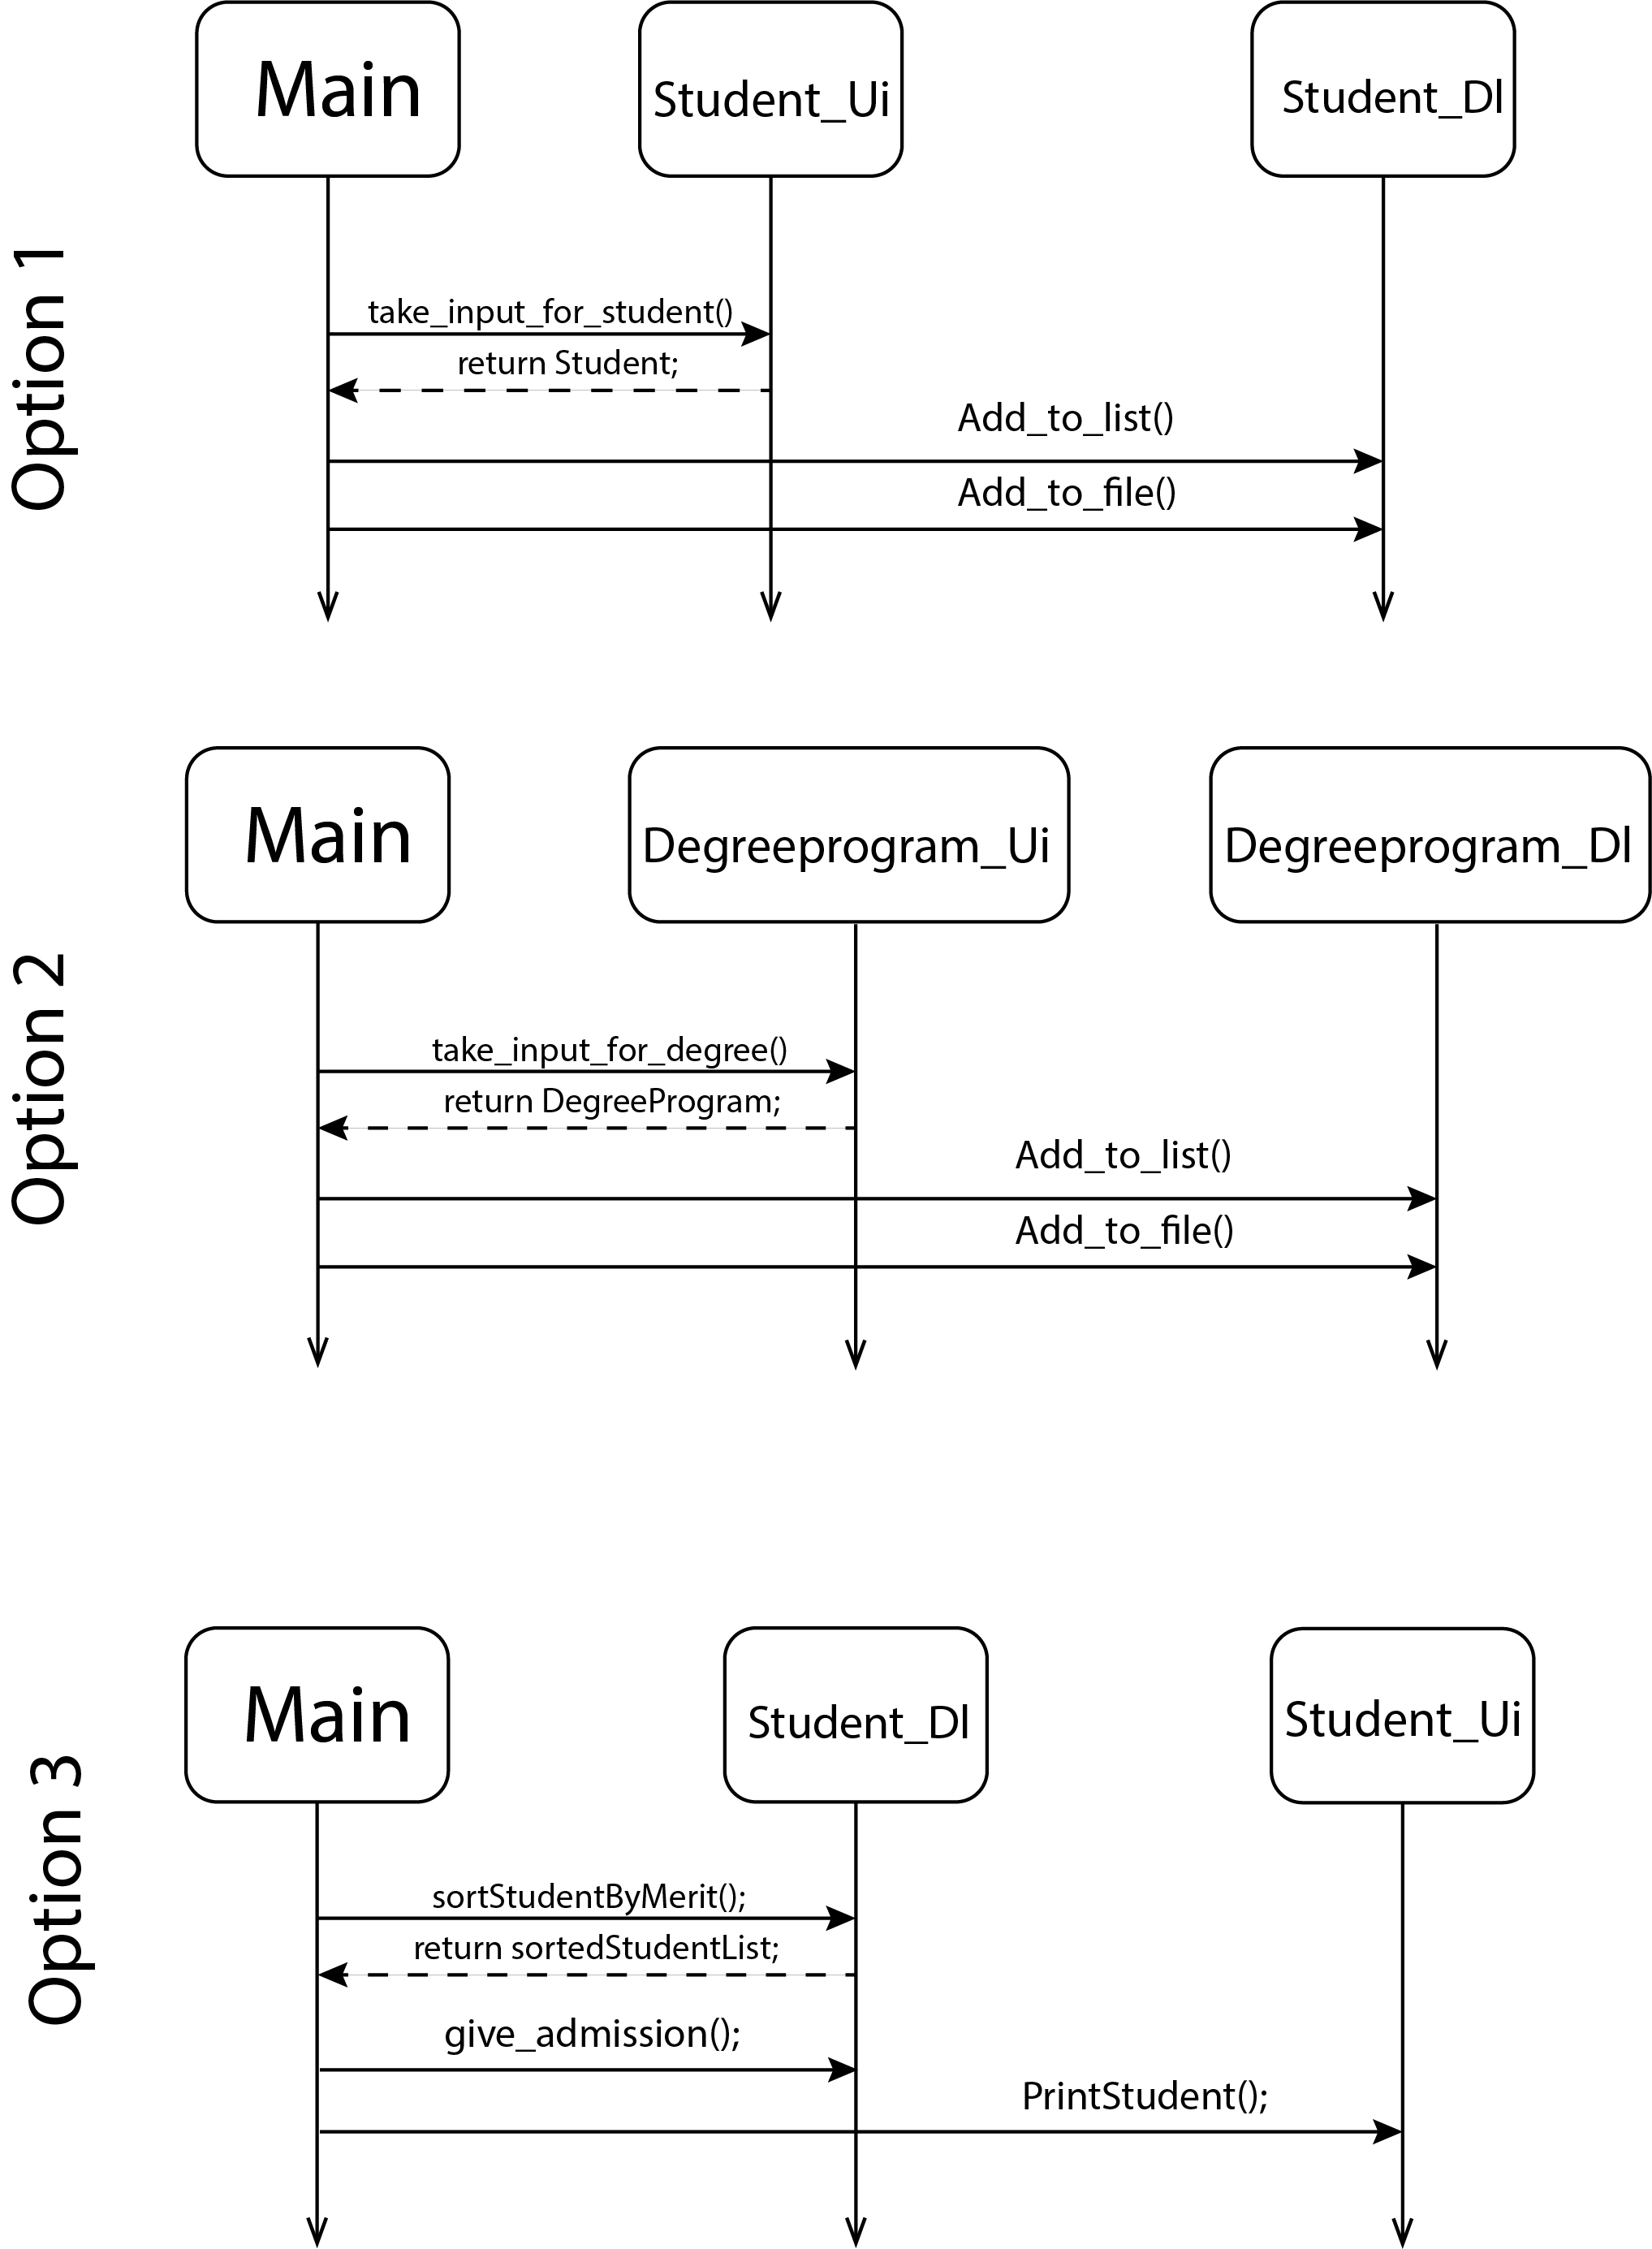 Option 1
Main
Student_Ui
Student_Dl
take_input_for_student()
return Student;
Add_to_list()
Add_to_file()
Option 2
Main
Degreeprogram_Ui
Degreeprogram_Dl
take_input_for_degree()
return DegreeProgram;
Add_to_list()
Add_to_file()
Option 3
Main
Student_Dl
Student_Ui
sortStudentByMerit();
return sortedStudentList;
give_admission();
PrintStudent();